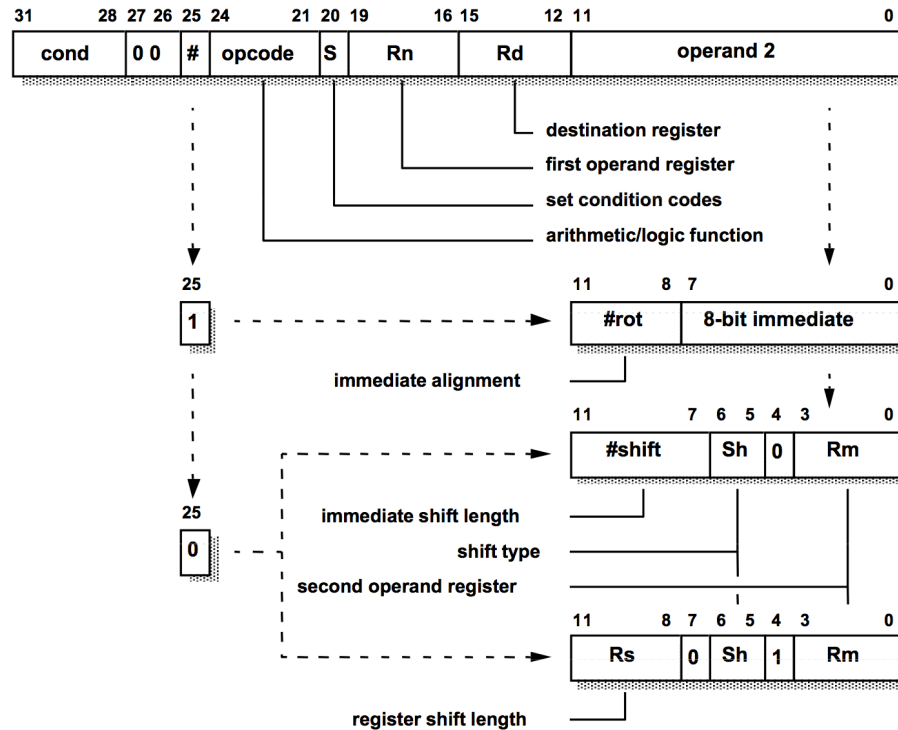 31 28 27 26 25 24 21 20 19 16 15 12 11 0
cond 0 0 # opcode S Rn Rd operand 2
destination register
first operand register
set condition codes
arithmetic/logic function
25 11 8 7 0
1 #rot 8-bit immediate
immediate alignment
11 7 6 5 4 3 0
#shift Sh 0 Rm
25
immediate shift length
0
shift type
second operand register
11 8 7 6 5 4 3 0
Rs 0 Sh 1 Rm
register shift length